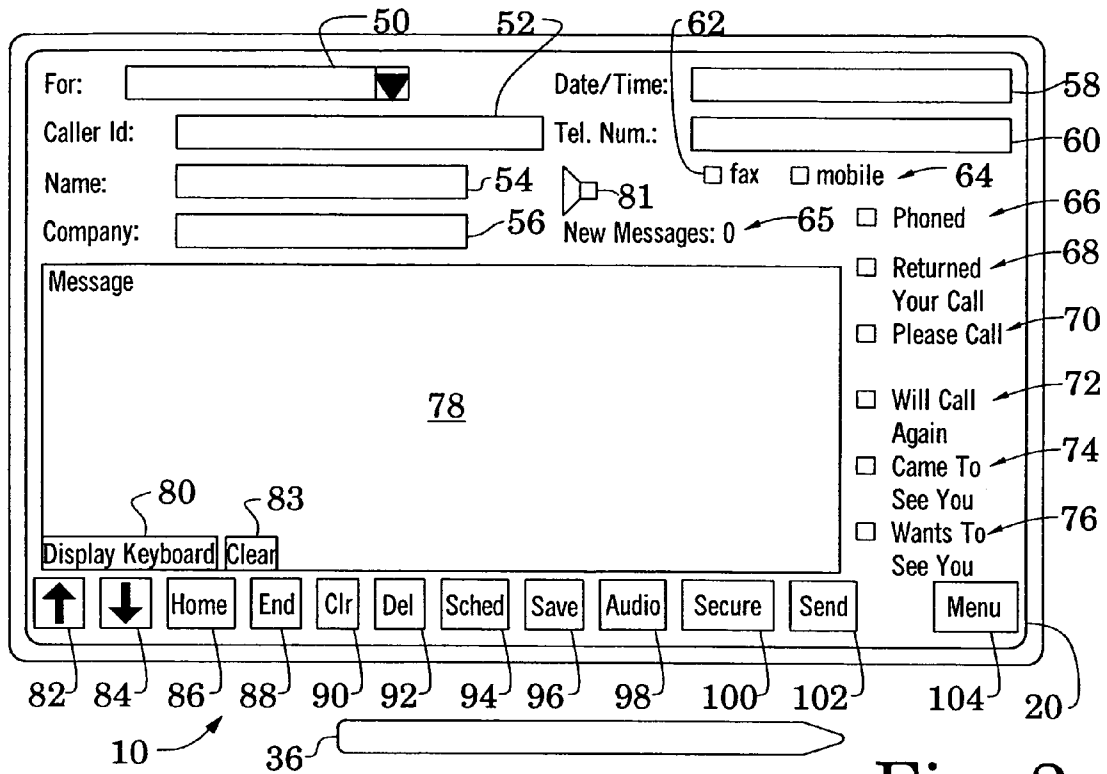 50 52 62
For: Date/Time: 58
Caller Id: Tel. Num.: 60
Name: 54 81 fax mobile 64
Company: 56 New Messages: 0 65 Phoned 66
Message Returned Your Call 68
Please Call 70
78
Will Call Again 72
Came To See You 74
80 83 Wants To See You 76
Display Keyboard Clear
Home End Clr Del Sched Save Audio Secure Send Menu
82 84 86 88 90 92 94 96 98 100 102 104 20
10 36